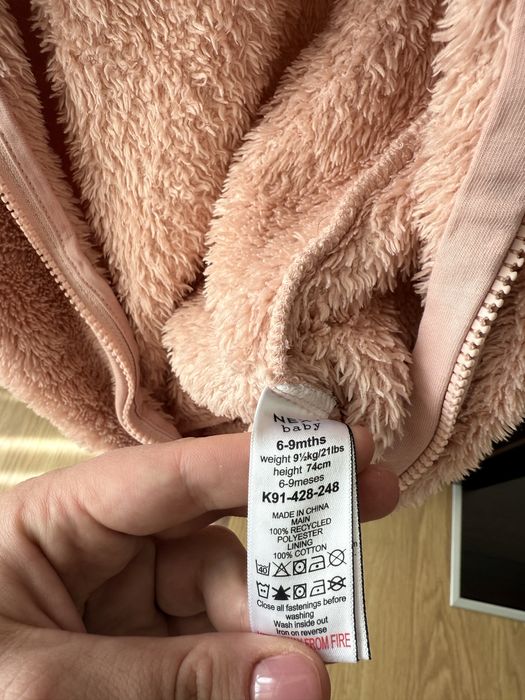 baby
6-9mths
weight 9½kg/21lbs
height 74cm
6-9meses
K91-428-248
MADE IN CHINA
MAIN
100% RECYCLED
POLYESTER
LINING
100% COTTON
40
Close all fastenings before
washing
Wash inside out
Iron on reverse
FROM FIRE